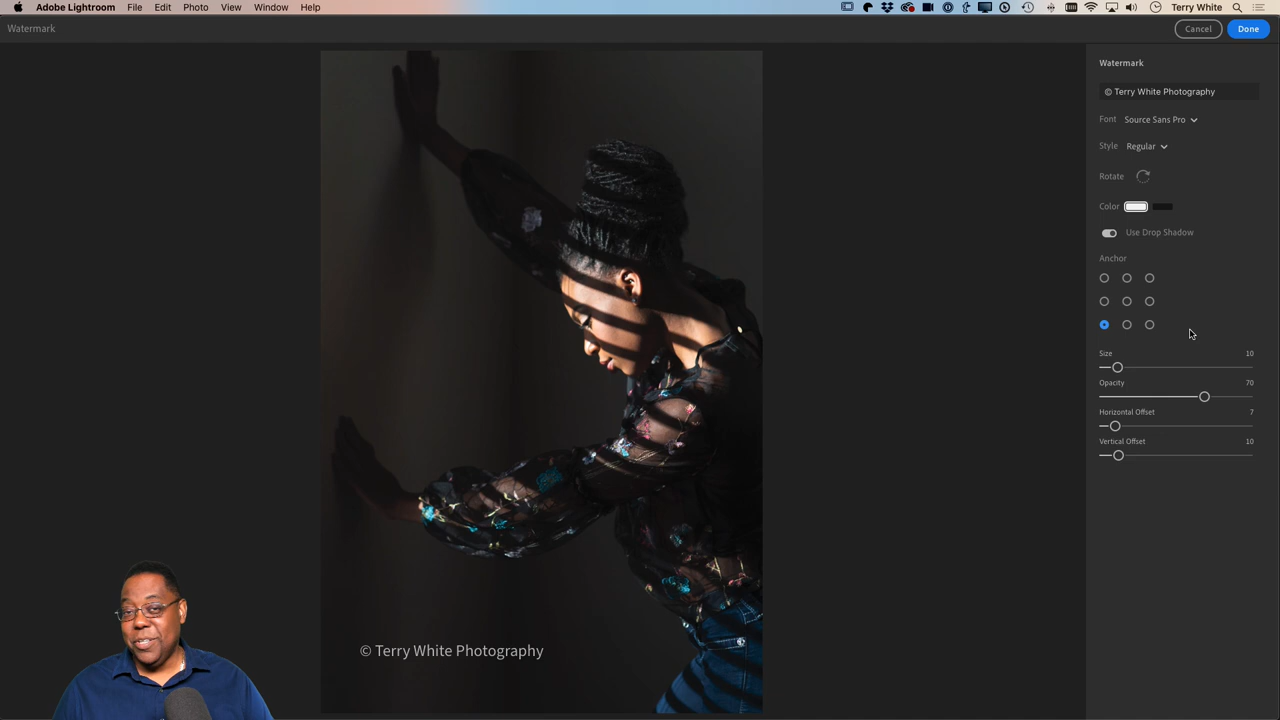 Adobe Lightroom File Edit Photo View Window Help Terry White
Watermark Cancel Done
Watermark
© Terry White Photography
Font Source Sans Pro
Style Regular
Rotate
Color
Use Drop Shadow
Anchor
Size 10
Opacity 70
Horizontal Offset 7
Vertical Offset 10
© Terry White Photography